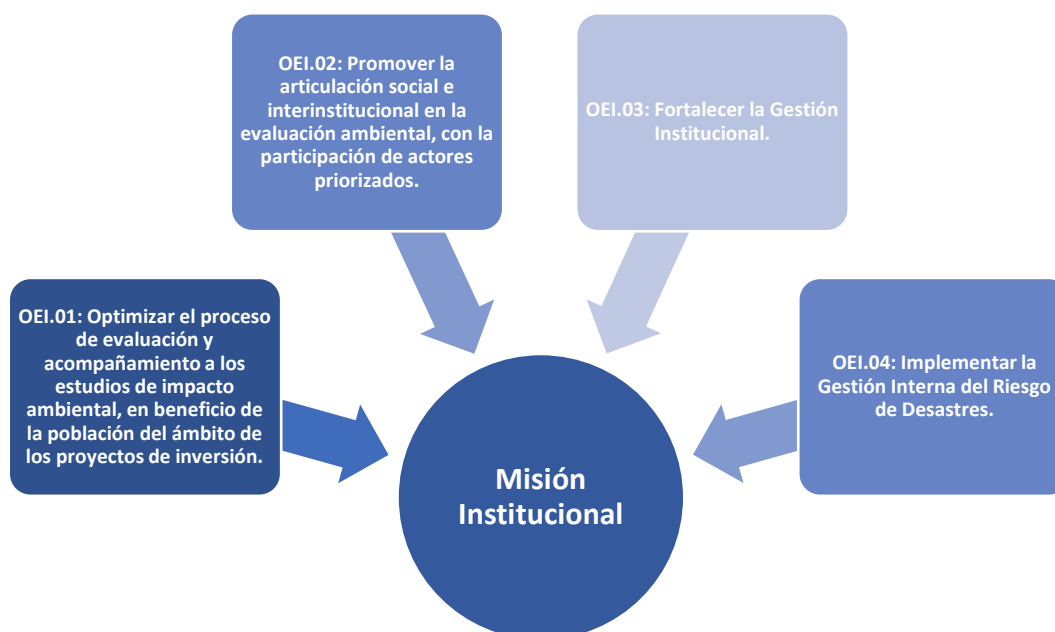 OEI.02: Promover la
articulación social e
interinstitucional en la
evaluación ambiental, con la
participación de actores
priorizados.
OEI.03: Fortalecer la Gestión
Institucional.
OEI.01: Optimizar el proceso
de evaluación y
acompañamiento a los
estudios de impacto
ambiental, en beneficio de
la población del ámbito de
los proyectos de inversión.
OEI.04: Implementar la
Gestión Interna del Riesgo
de Desastres.
Misión
Institucional